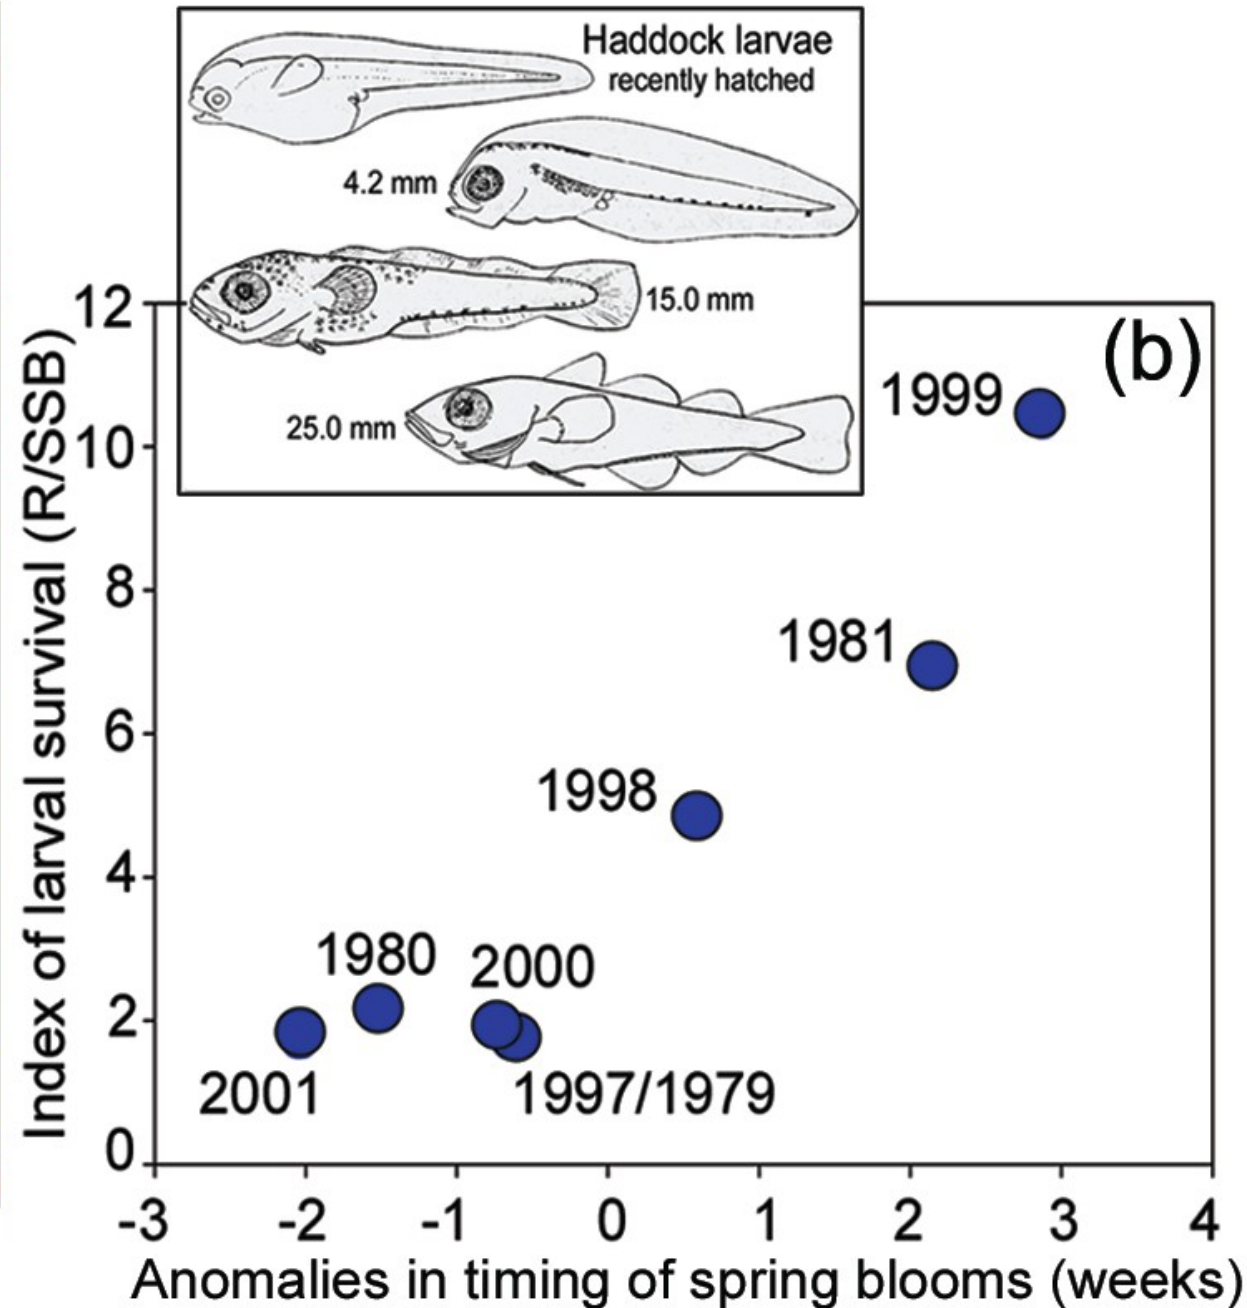 Haddock larvae
recently hatched
4.2 mm
15.0 mm
25.0 mm
(b)
Index of larval survival (R/SSB)
12
10
8
6
4
2
0
1999
1981
1998
1980
2000
2001
1997/1979
-3 -2 -1 0 1 2 3 4
Anomalies in timing of spring blooms (weeks)